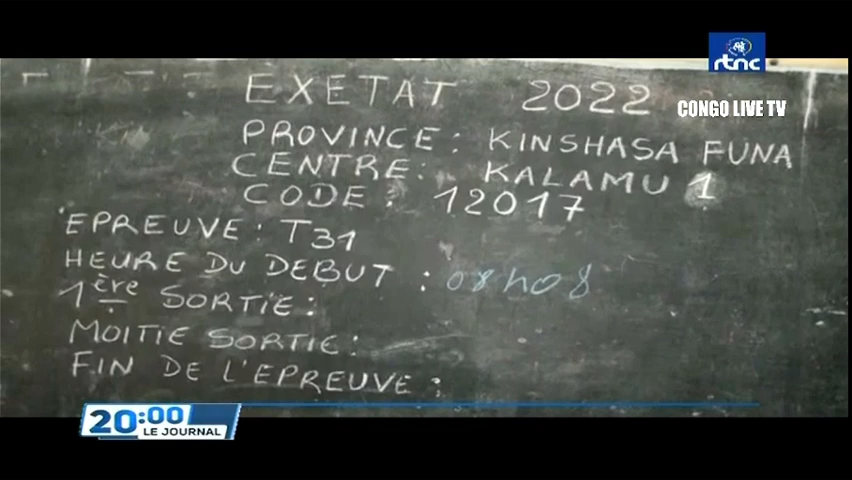 rtnc
CONGO LIVE TV
EXETAT 2022
PROVINCE: KINSHASA FUNA
CENTRE: KALAMU 1
CODE: 12017
EPREUVE: T31
HEURE DU DEBUT : 08h08
1ère SORTIE:
MOITIE SORTIE:
FIN DE L'EPREUVE:
20:00
LE JOURNAL